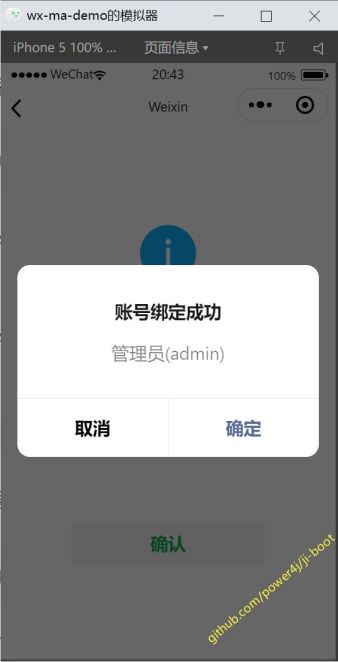 wx-ma-demo的模拟器
iPhone 5 100% ... 页面信息
WeChat 20:43 100%
Weixin
i
账号绑定成功
管理员(admin)
取消 确定
确认
github.com/power4j/ji-boot